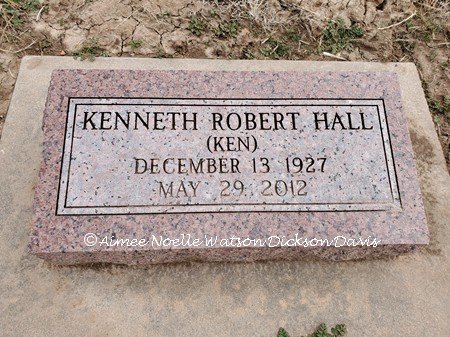 KENNETH ROBERT HALL
(KEN)
DECEMBER 13 1927
MAY 29 2012
©Aimee Noelle Watson Dickson Davis